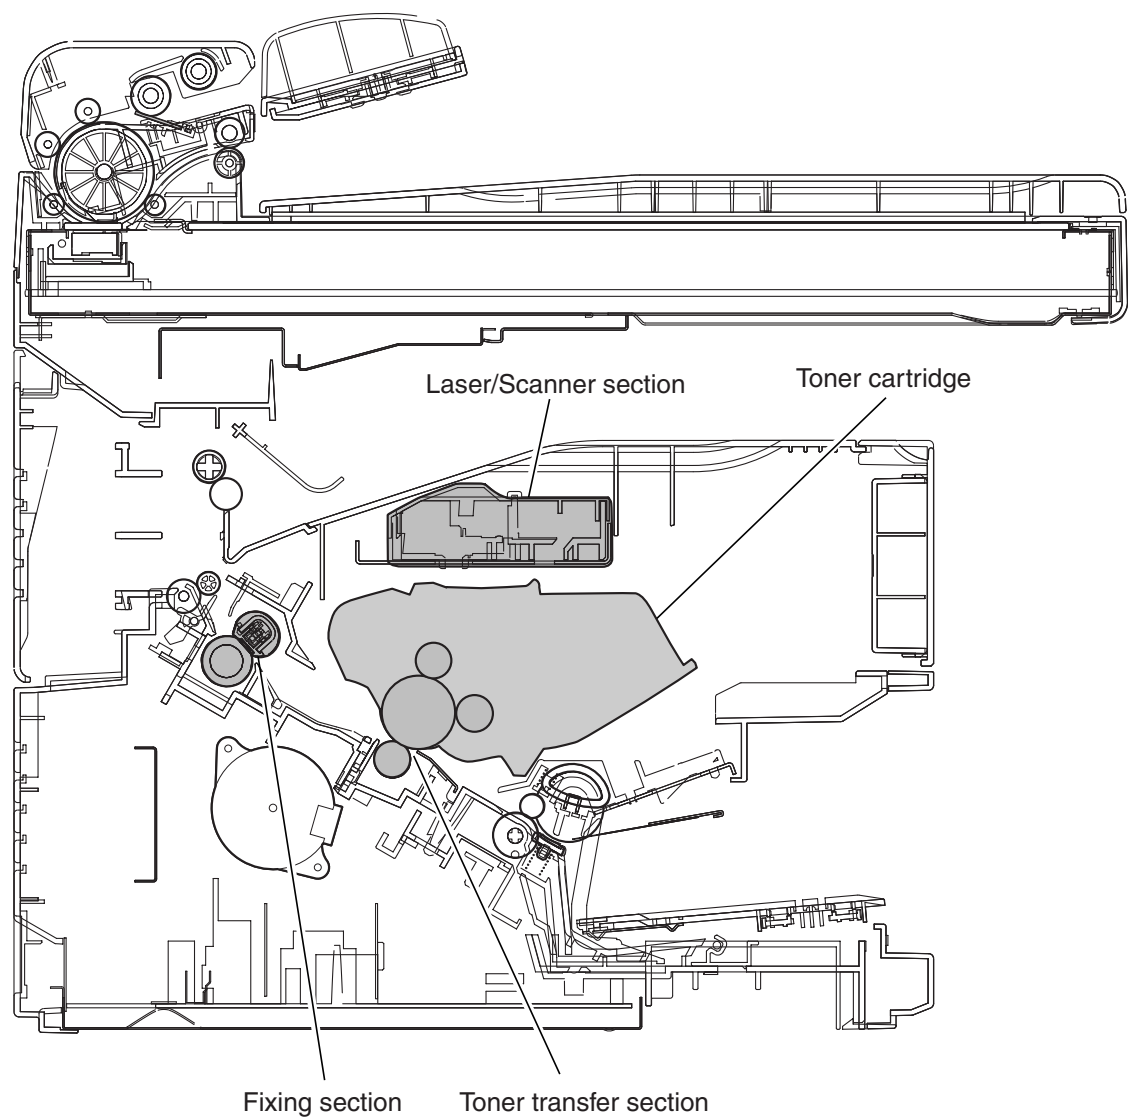 Laser/Scanner section
Toner cartridge
Fixing section
Toner transfer section